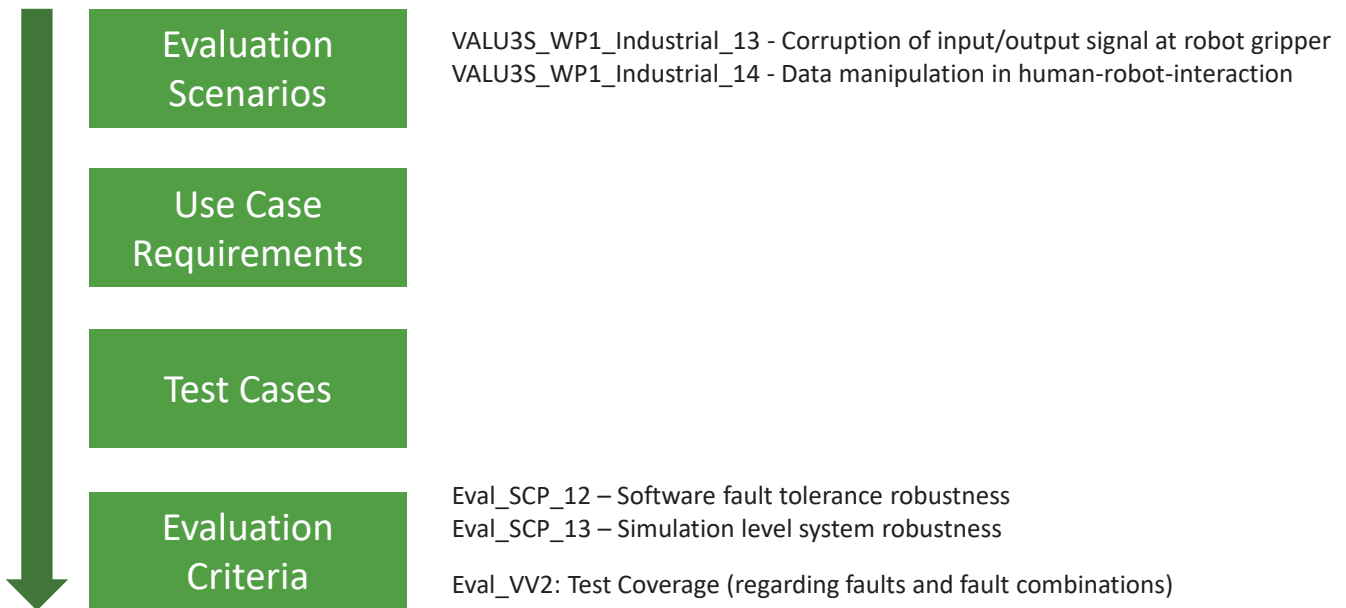 Evaluation
Scenarios
VALU3S_WP1_Industrial_13 - Corruption of input/output signal at robot gripper
VALU3S_WP1_Industrial_14 - Data manipulation in human-robot-interaction
Use Case
Requirements
Test Cases
Evaluation
Criteria
Eval_SCP_12 – Software fault tolerance robustness
Eval_SCP_13 – Simulation level system robustness
Eval_VV2: Test Coverage (regarding faults and fault combinations)